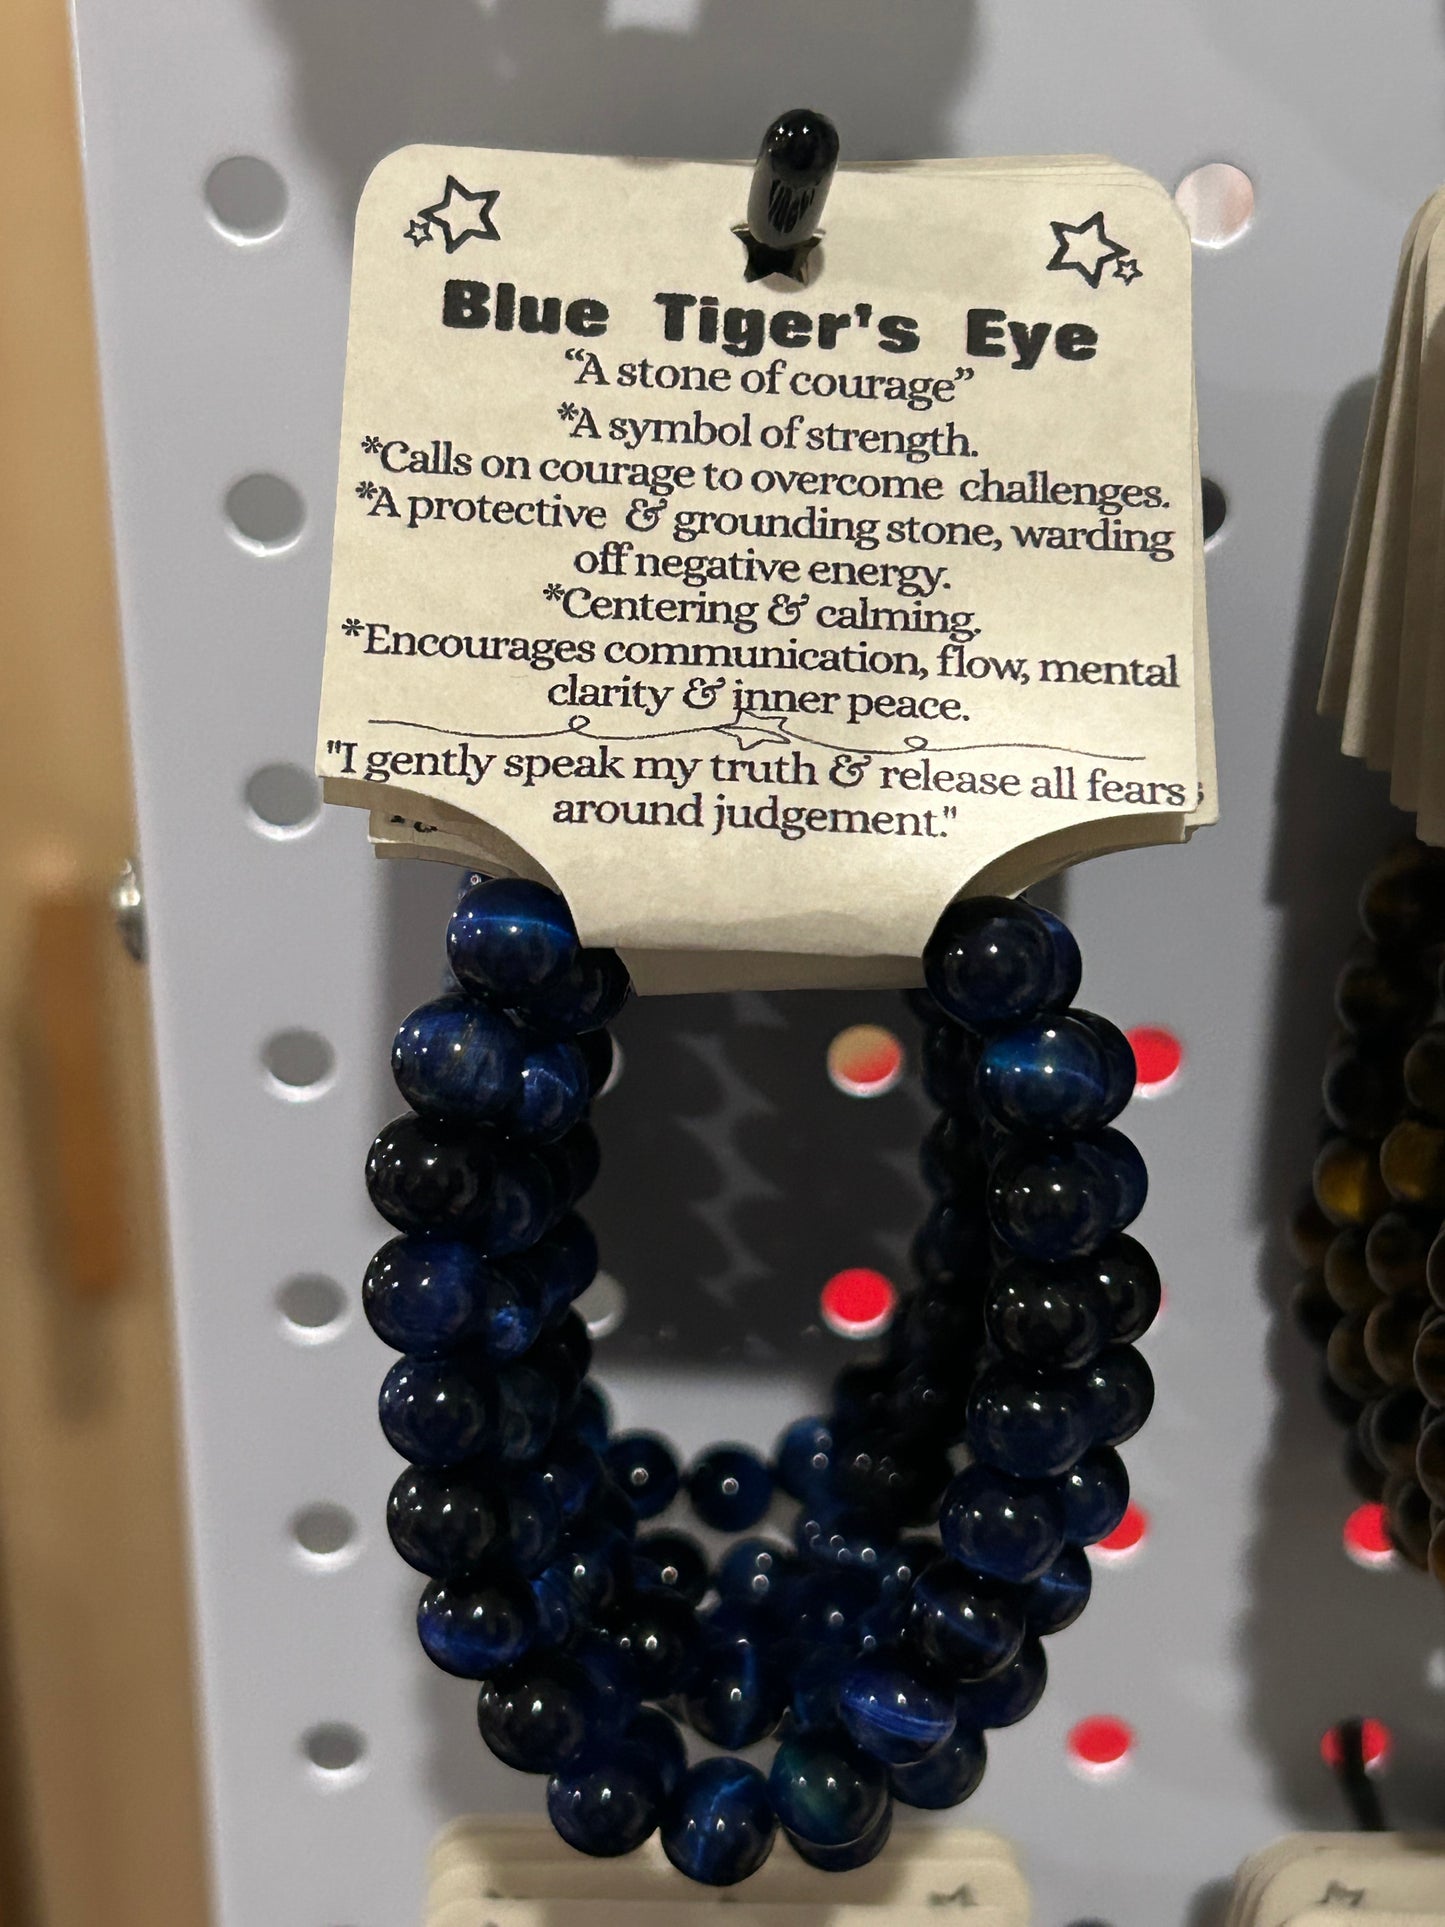 Blue Tiger's Eye
“A stone of courage”
*A symbol of strength.
*Calls on courage to overcome challenges.
*A protective & grounding stone, warding
off negative energy.
*Centering & calming.
*Encourages communication, flow, mental
clarity & inner peace.
"I gently speak my truth & release all fears
around judgement."